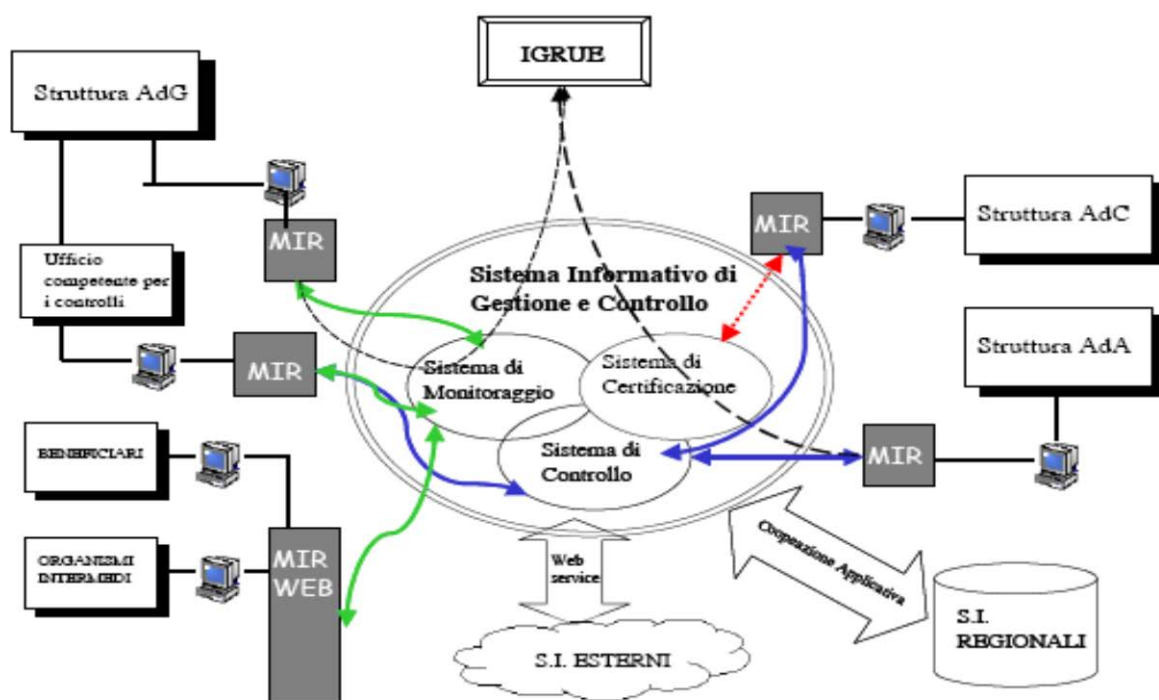 IGRUE
Struttura AdG
MIR
MIR
Struttura AdC
Ufficio
competente per
i controlli
Sistema Informativo di
Gestione e Controllo
Struttura AdA
MIR
Sistema di
Monitoraggio
Sistema di
Certificazione
BENEFICIARI
Sistema di
Controllo
MIR
ORGANISMI
INTERMEDI
MIR
WEB
Web
service
Cooperazione Applicativa
S.I. ESTERNI
S.I.
REGIONALI